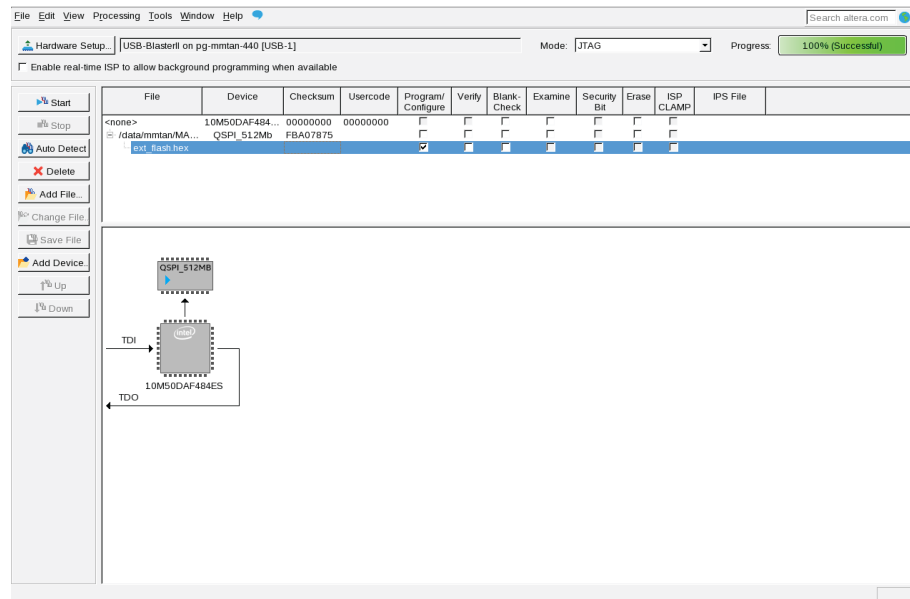 File Edit View Processing Tools Window Help
Search altera.com
Hardware Setup... USB-BlasterII on pg-mmtan-440 [USB-1] Mode: JTAG Progress: 100% (Successful)
Enable real-time ISP to allow background programming when available
Start
Stop
Auto Detect
Delete
Add File...
Change File.
Save File
Add Device.
Up
Down
File Device Checksum Usercode Program/Configure Verify Blank-Check Examine Security Bit Erase ISP CLAMP IPS File
<none> 10M50DAF484... 00000000 00000000
/data/mmtan/MA... QSPI_512Mb FBA07875
ext_flash.hex
QSPI_512MB
TDI
intel
10M50DAF484ES
TDO